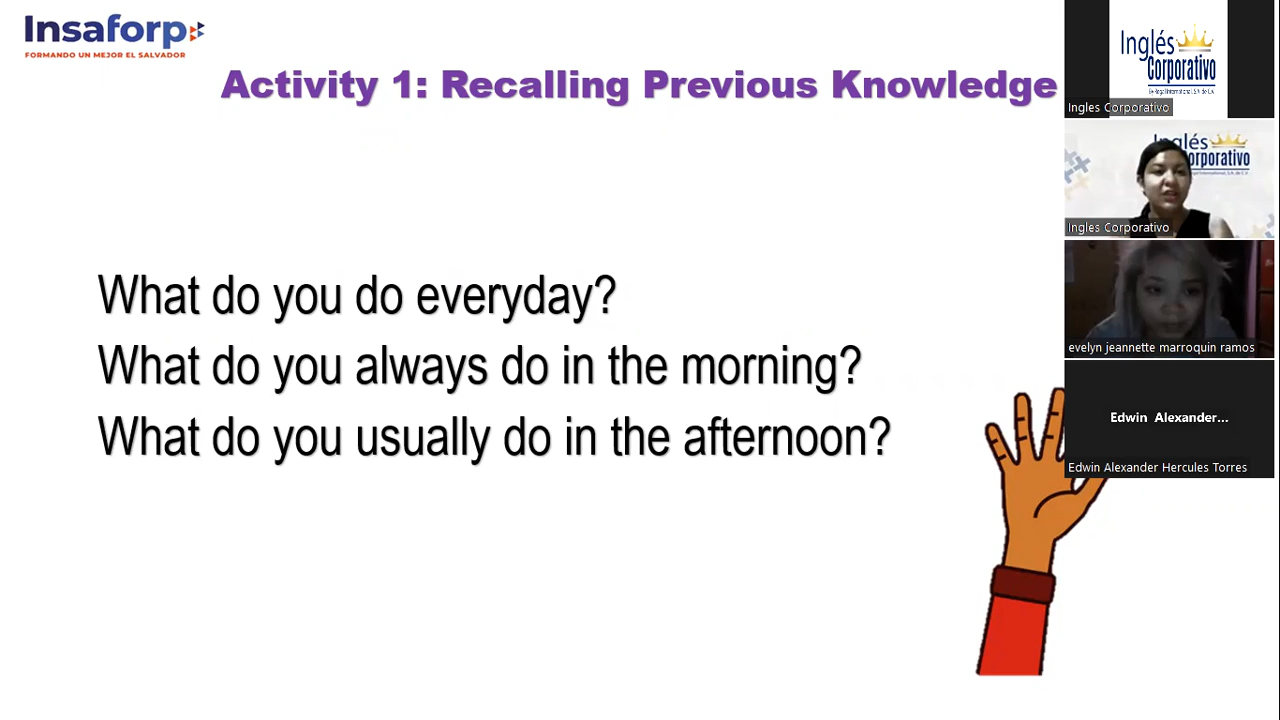 Insaforp
FORMANDO UN MEJOR EL SALVADOR
Activity 1: Recalling Previous Knowledge
What do you do everyday?
What do you always do in the morning?
What do you usually do in the afternoon?
Inglés
Corporativo
Ingles Corporativo
Inglés
Corporativo
Ingles Corporativo
evelyn jeannette marroquin ramos
Edwin Alexander...
Edwin Alexander Hercules Torres